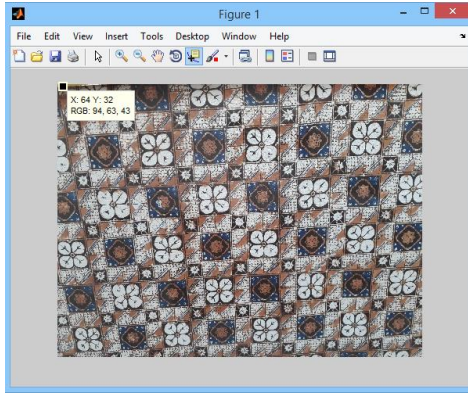 Figure 1
File Edit View Insert Tools Desktop Window Help
X: 64 Y: 32
RGB: 94, 63, 43